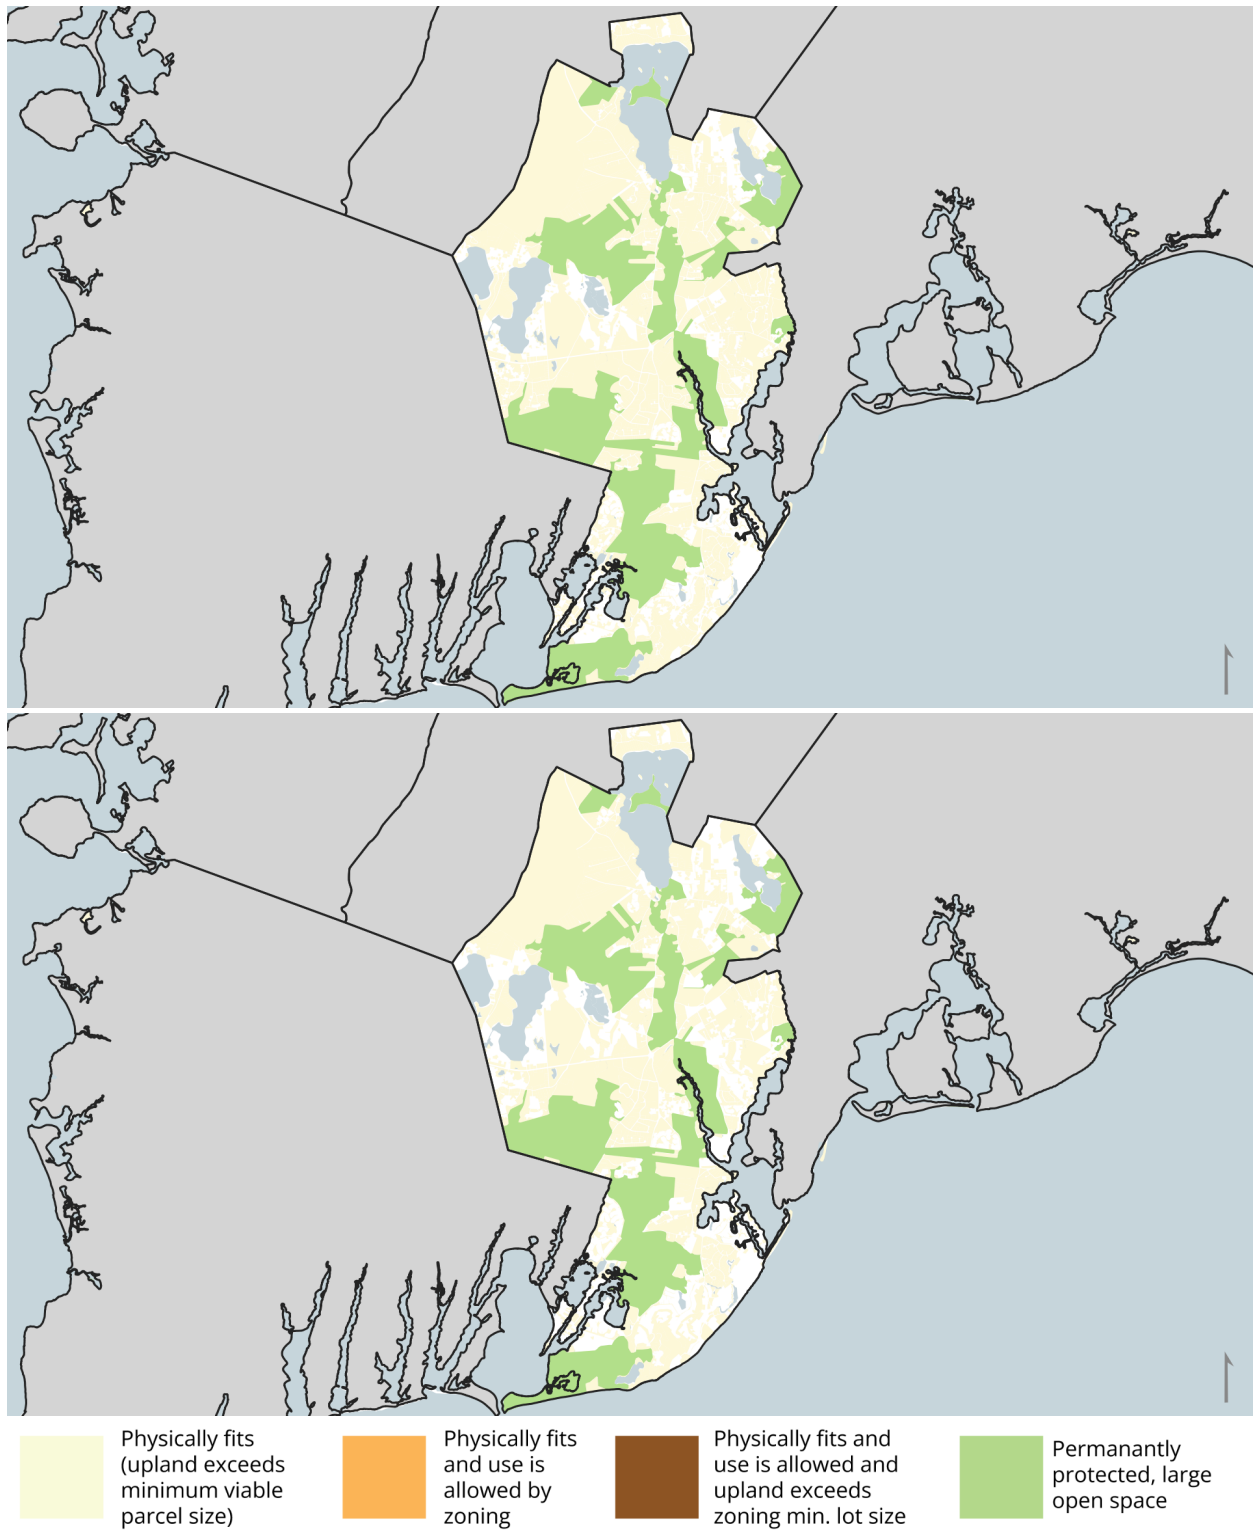 Physically fits
(upland exceeds
minimum viable
parcel size)
Physically fits
and use is
allowed by
zoning
Physically fits and
use is allowed and
upland exceeds
zoning min. lot size
Permanantly
protected, large
open space